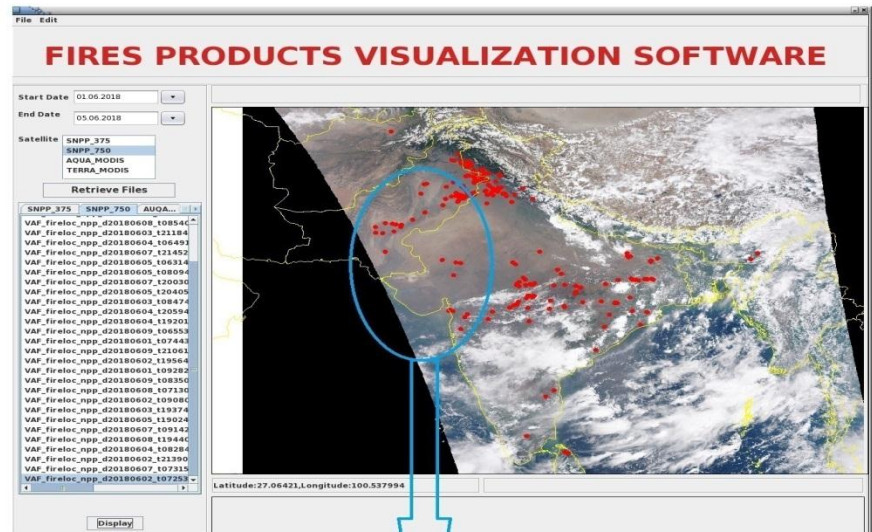 File Edit
FIRES PRODUCTS VISUALIZATION SOFTWARE
Start Date 01.06.2018
End Date 05.06.2018
Satellite SNPP_375
SNPP_750
AQUA_MODIS
TERRA_MODIS
Retrieve Files
SNPP_375 SNPP_750 AUQA...
VAF_fireloc_npp_d20180608_t0854
VAF_fireloc_npp_d20180603_t21184
VAF_fireloc_npp_d20180604_t06491
VAF_fireloc_npp_d20180607_t21452
VAF_fireloc_npp_d20180605_t06314
VAF_fireloc_npp_d20180605_t08094
VAF_fireloc_npp_d20180607_t20030
VAF_fireloc_npp_d20180605_t20405
VAF_fireloc_npp_d20180603_t08474
VAF_fireloc_npp_d20180604_t20594
VAF_fireloc_npp_d20180604_t19201
VAF_fireloc_npp_d20180609_t06553
VAF_fireloc_npp_d20180601_t07443
VAF_fireloc_npp_d20180609_t21061
VAF_fireloc_npp_d20180602_t19564
VAF_fireloc_npp_d20180601_t09282
VAF_fireloc_npp_d20180609_t08350
VAF_fireloc_npp_d20180608_t07130
VAF_fireloc_npp_d20180602_t09080
VAF_fireloc_npp_d20180603_t19374
VAF_fireloc_npp_d20180605_t19024
VAF_fireloc_npp_d20180607_t09142
VAF_fireloc_npp_d20180608_t19440
VAF_fireloc_npp_d20180604_t08284
VAF_fireloc_npp_d20180602_t21390
VAF_fireloc_npp_d20180607_t07315
VAF_fireloc_npp_d20180602_t07253
Latitude:27.06421,Longitude:100.537994
Display